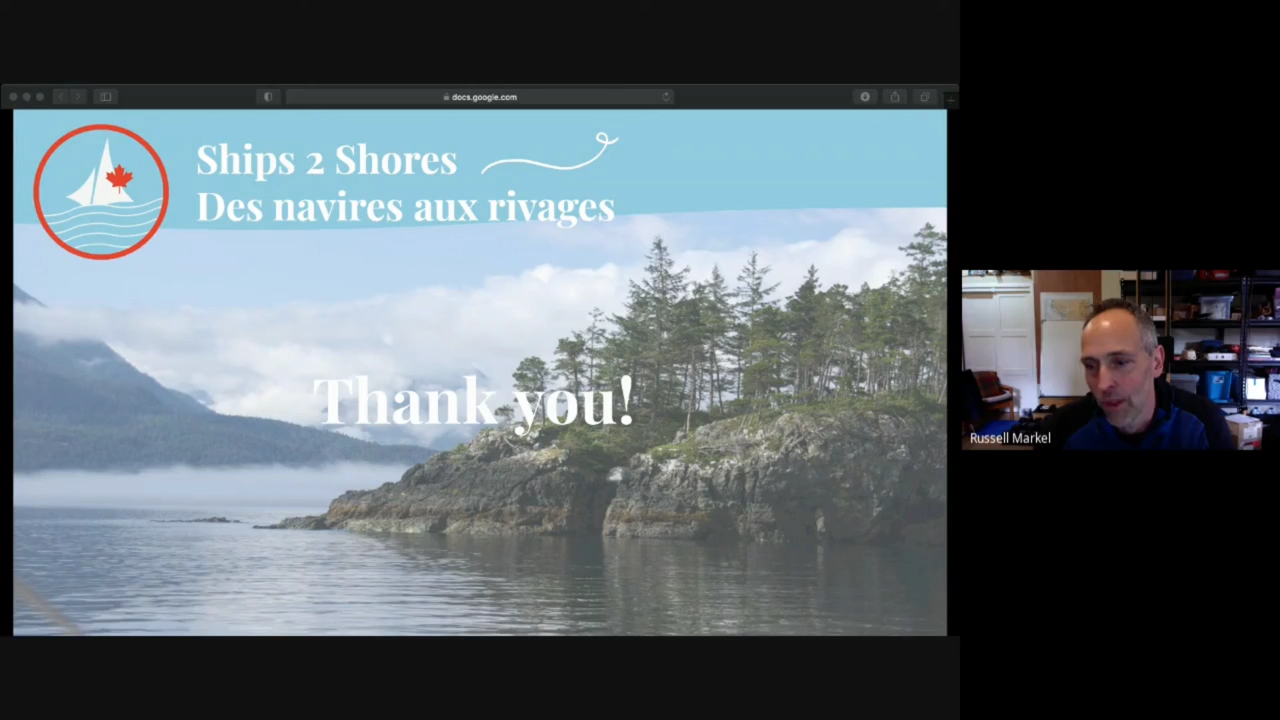 docs.google.com
Ships 2 Shores
Des navires aux rivages
Thank you!
Russell Markel